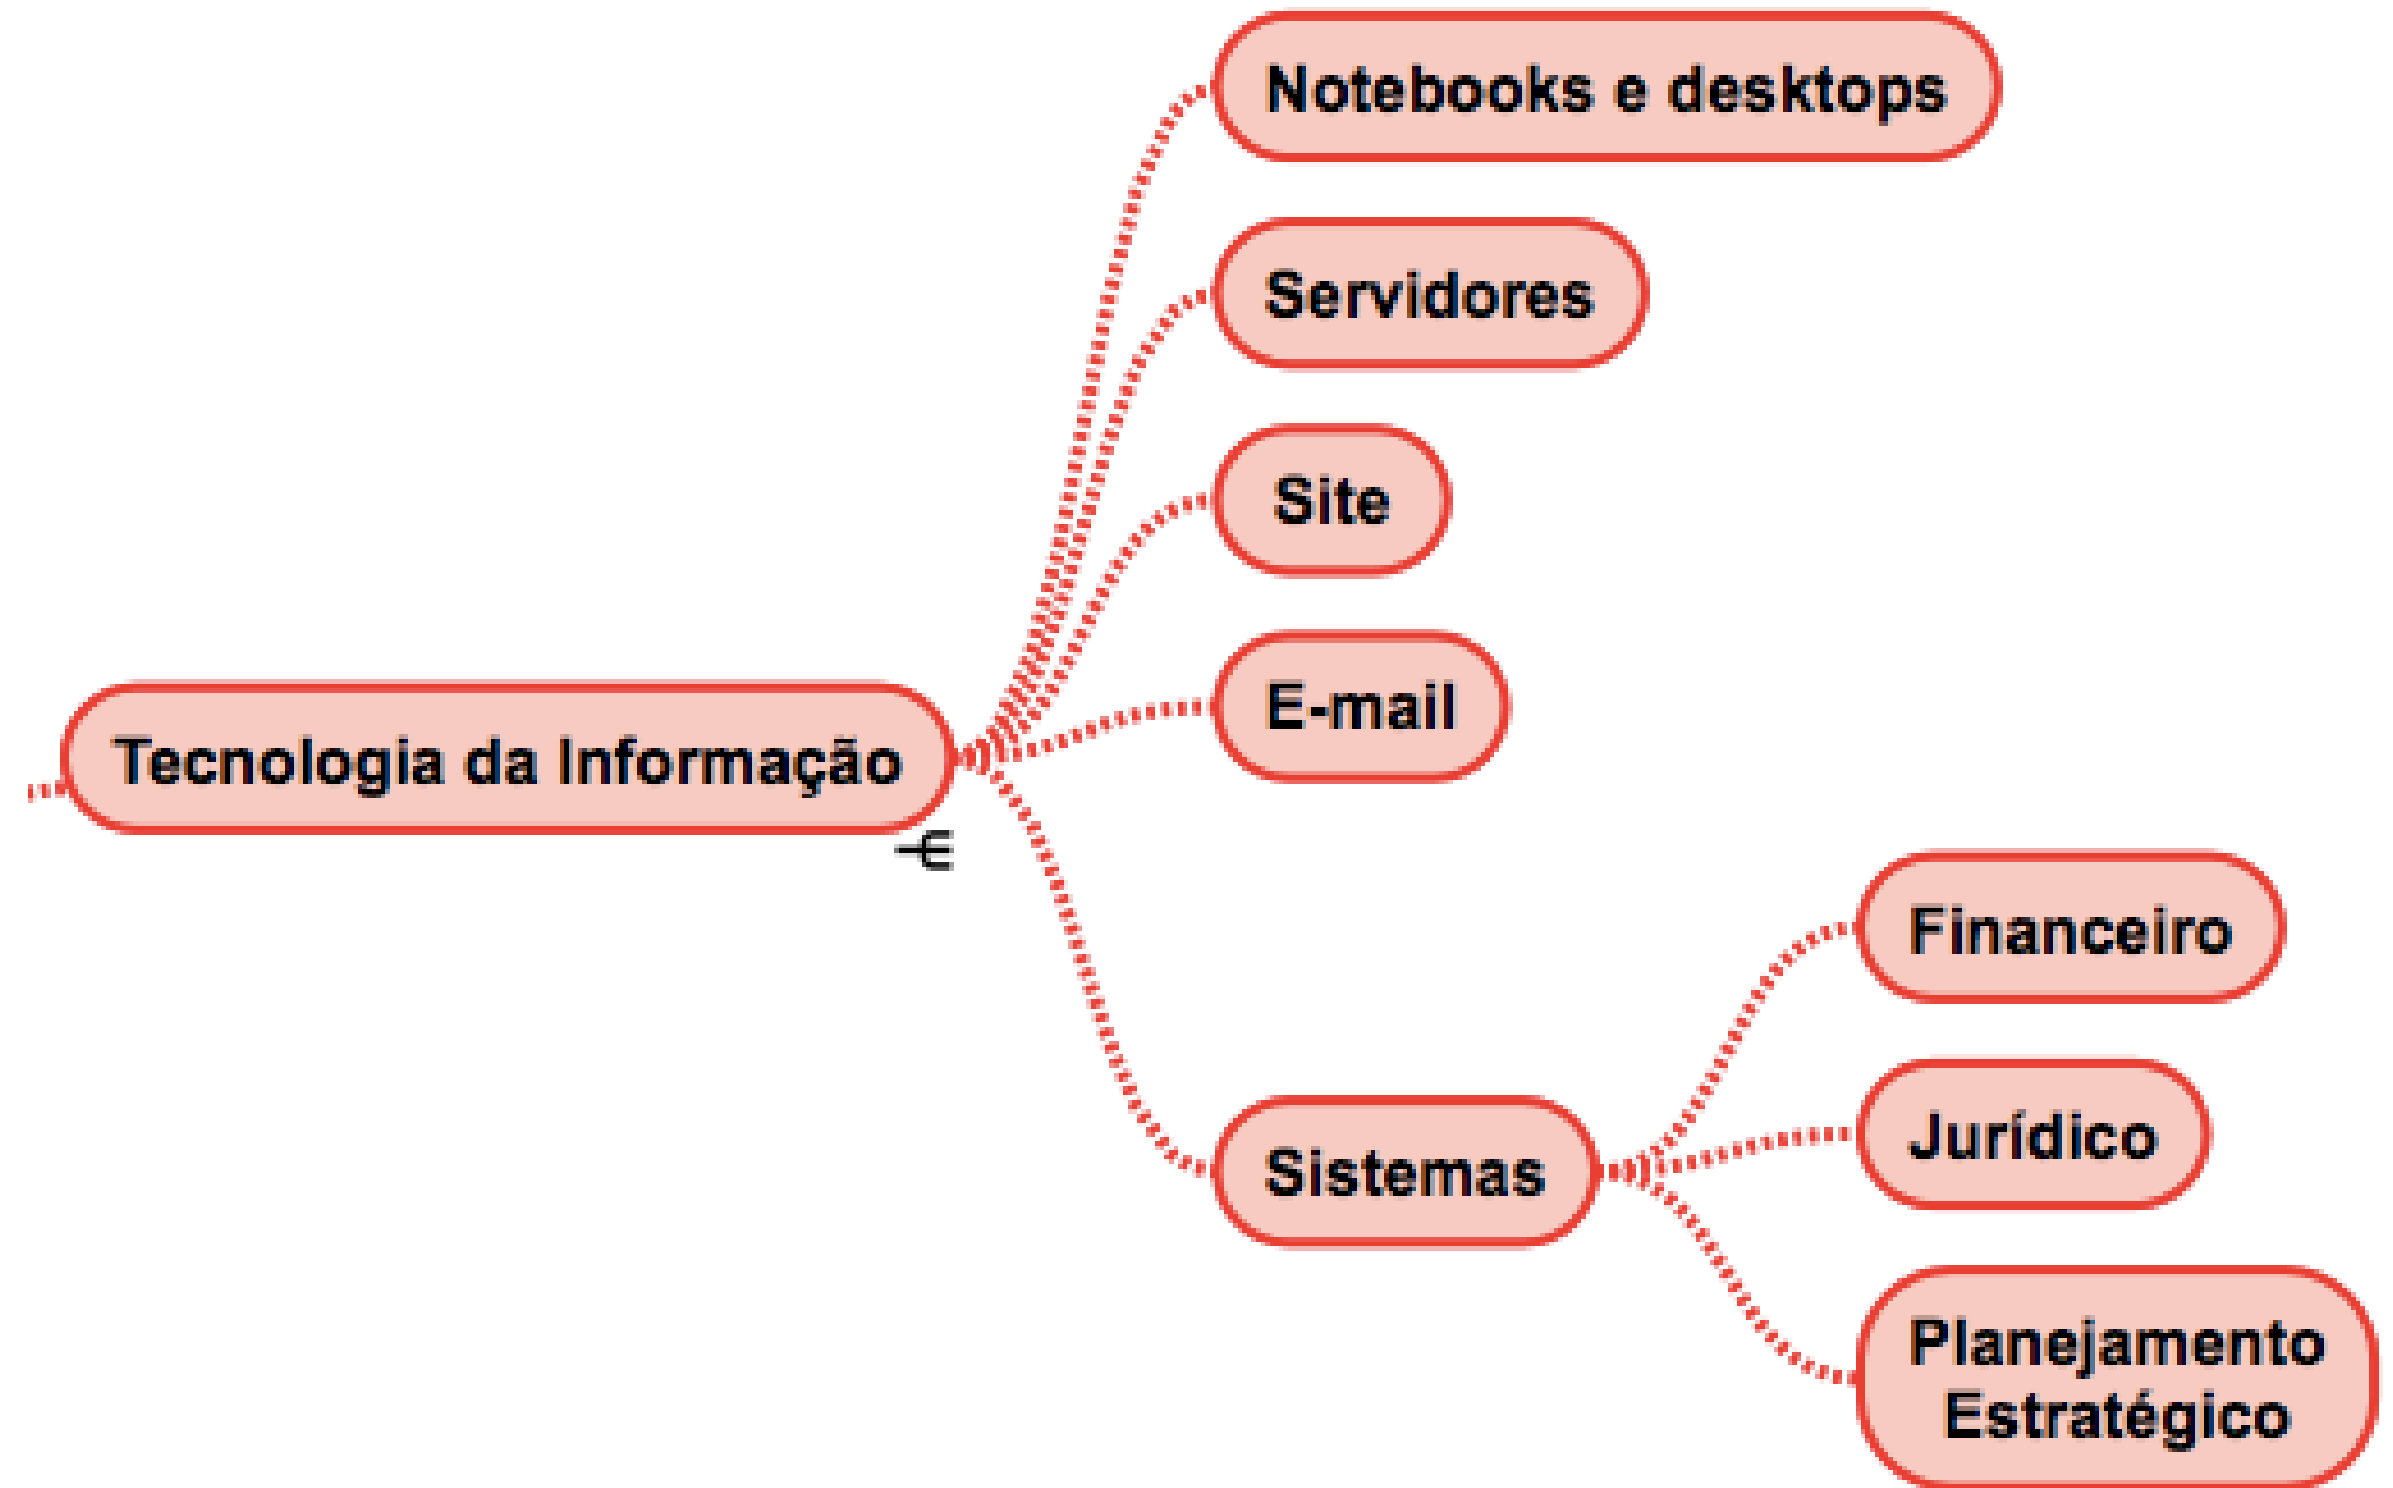 Notebooks e desktops
Servidores
Site
E-mail
Tecnologia da Informação
Sistemas
Financeiro
Jurídico
Planejamento
Estratégico